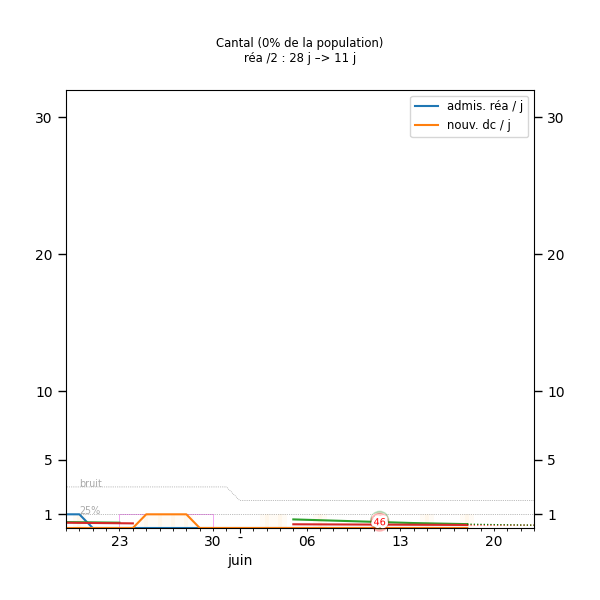 Cantal (0% de la population)
réa /2 : 28 j –> 11 j
admis. réa / j
nouv. dc / j
30 30
20 20
10 10
5 5
bruit
25%
1 1
46
23 30 - 06 13 20
juin